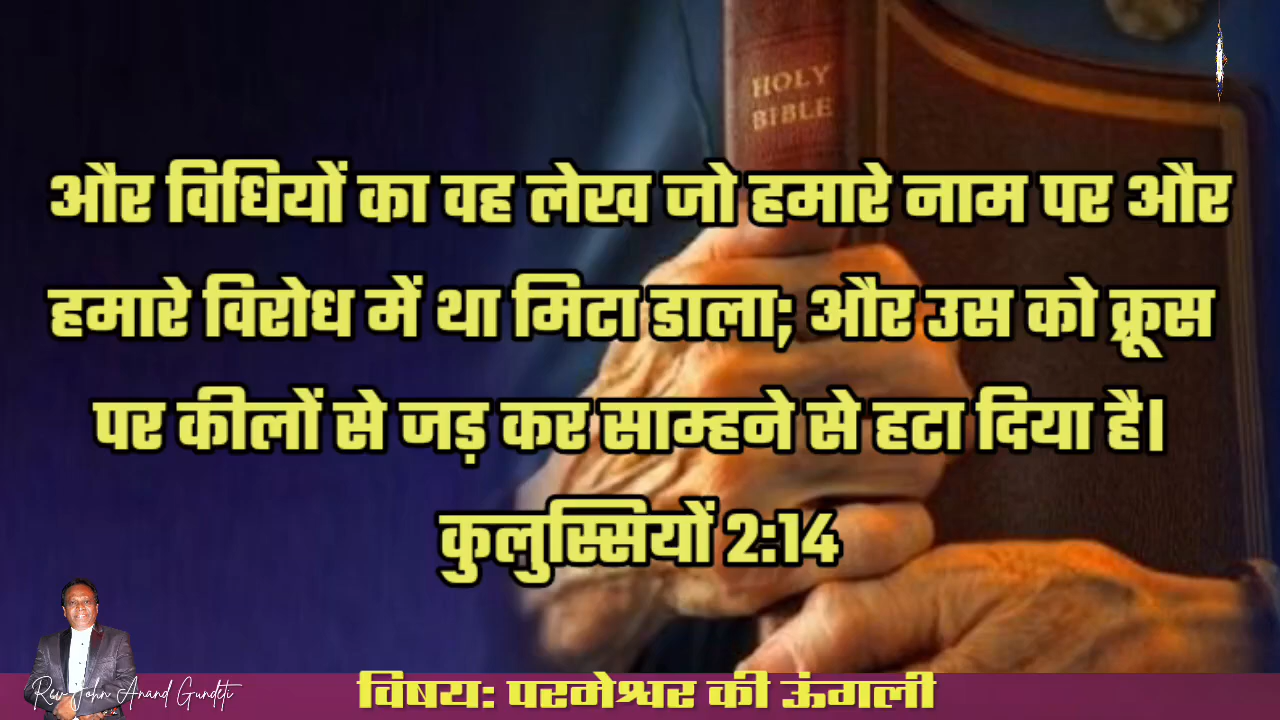 HOLY
BIBLE
और विधियों का वह लेख जो हमारे नाम पर और
हमारे विरोध में था मिटा डाला; और उस को क्रूस
पर कीलों से जड़ कर साम्हने से हटा दिया है।
कुलुस्सियों 2:14
Rev John Anand Gundeti
विषय: परमेश्वर की ऊंगली